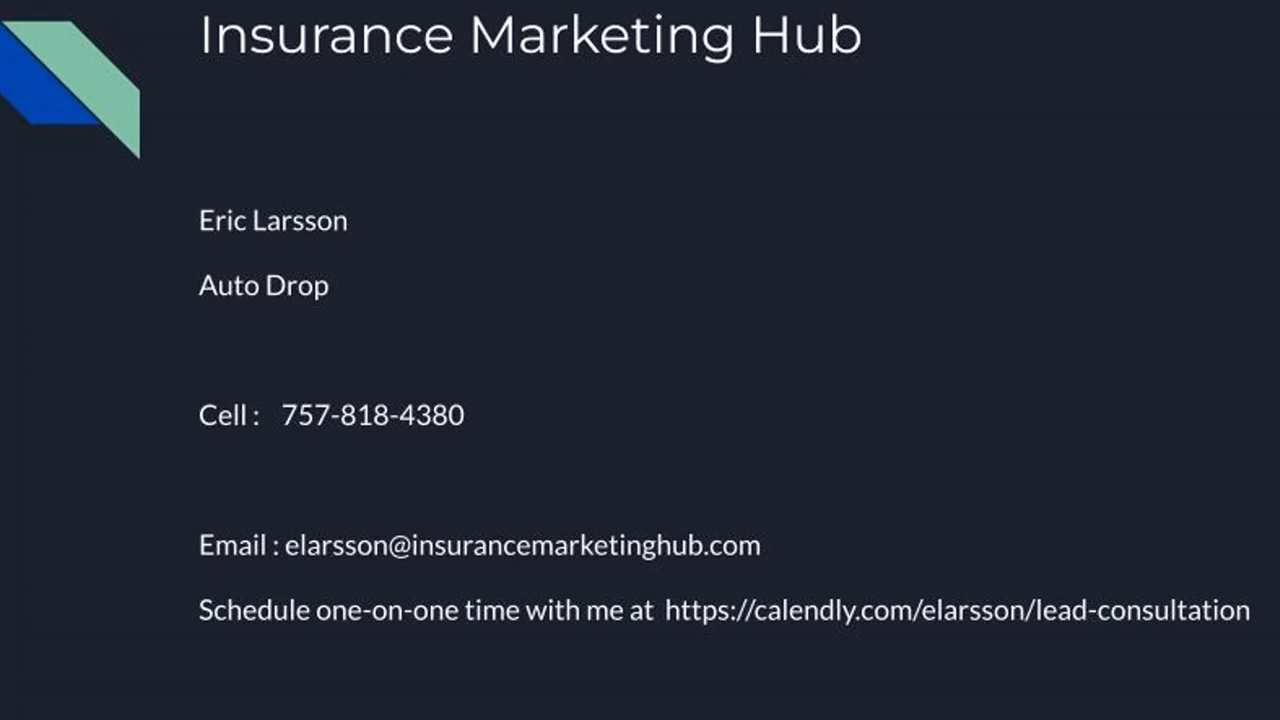 Insurance Marketing Hub
Eric Larsson
Auto Drop
Cell :   757-818-4380
Email : elarsson@insurancemarketinghub.com
Schedule one-on-one time with me at  https://calendly.com/elarsson/lead-consultation